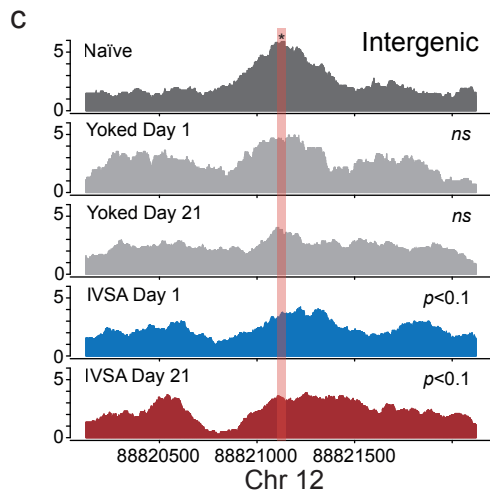 c
Naïve
*
Intergenic
5
0
Yoked Day 1
ns
5
0
Yoked Day 21
ns
5
0
IVSA Day 1
p<0.1
5
0
IVSA Day 21
p<0.1
5
0
88820500 88821000 88821500
Chr 12